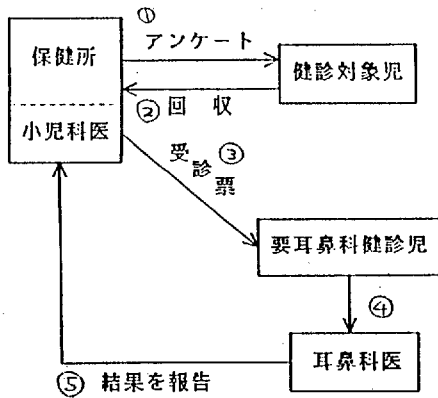 ①
アンケート
保健所
健診対象児
② 回 収
小児科医
受診票 ③
要耳鼻科健診児
④
耳鼻科医
⑤ 結果を報告